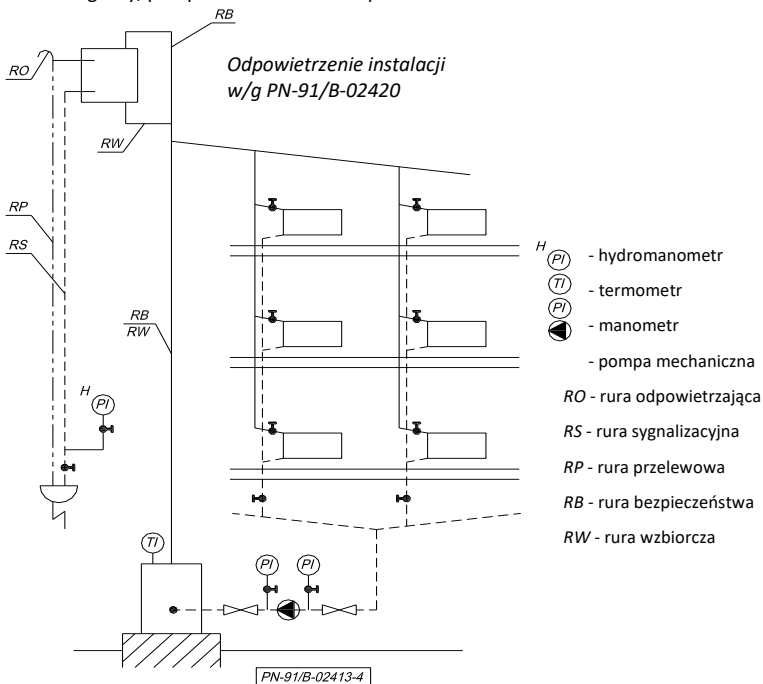 RB
Odpowietrzenie instalacji
w/g PN-91/B-02420
RO
RW
RP
RS
RB
RW
H
PI
TI
PI
PI
H
PI
- hydromanometr
TI
- termometr
PI
- manometr
- pompa mechaniczna
RO - rura odpowietrzająca
RS - rura sygnalizacyjna
RP - rura przelewowa
RB - rura bezpieczeństwa
RW - rura wzbiorcza
PN-91/B-02413-4